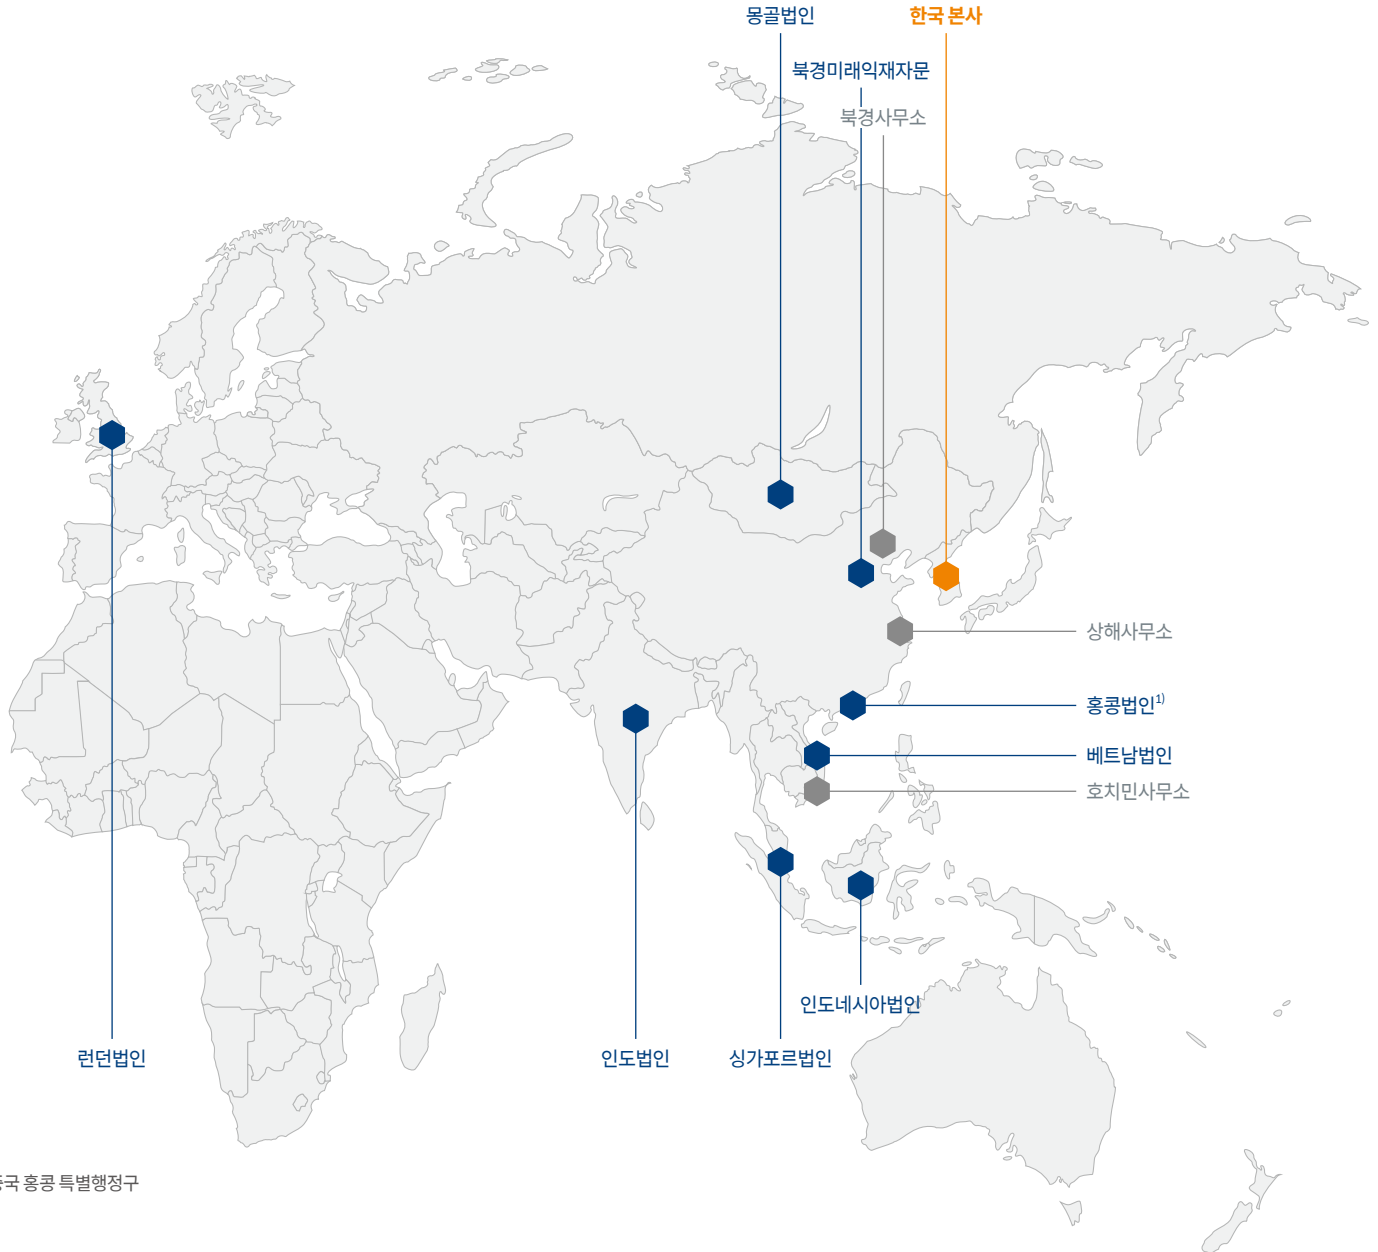 몽골법인
한국 본사
북경미래익재자문
북경사무소
상해사무소
홍콩법인1)
베트남법인
호치민사무소
인도네시아법인
런던법인
인도법인
싱가포르법인
중국 홍콩 특별행정구